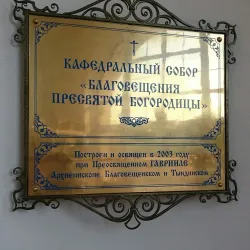 КАФЕДРАЛЬНЫЙ СОБОР
«БЛАГОВЕЩЕНИЯ
ПРЕСВЯТОЙ БОГОРОДИЦЫ»
Построен и освящен в 2003 году
при Преосвященном ГАВРИИЛЕ
Архиепископе Благовещенском и Тындинском